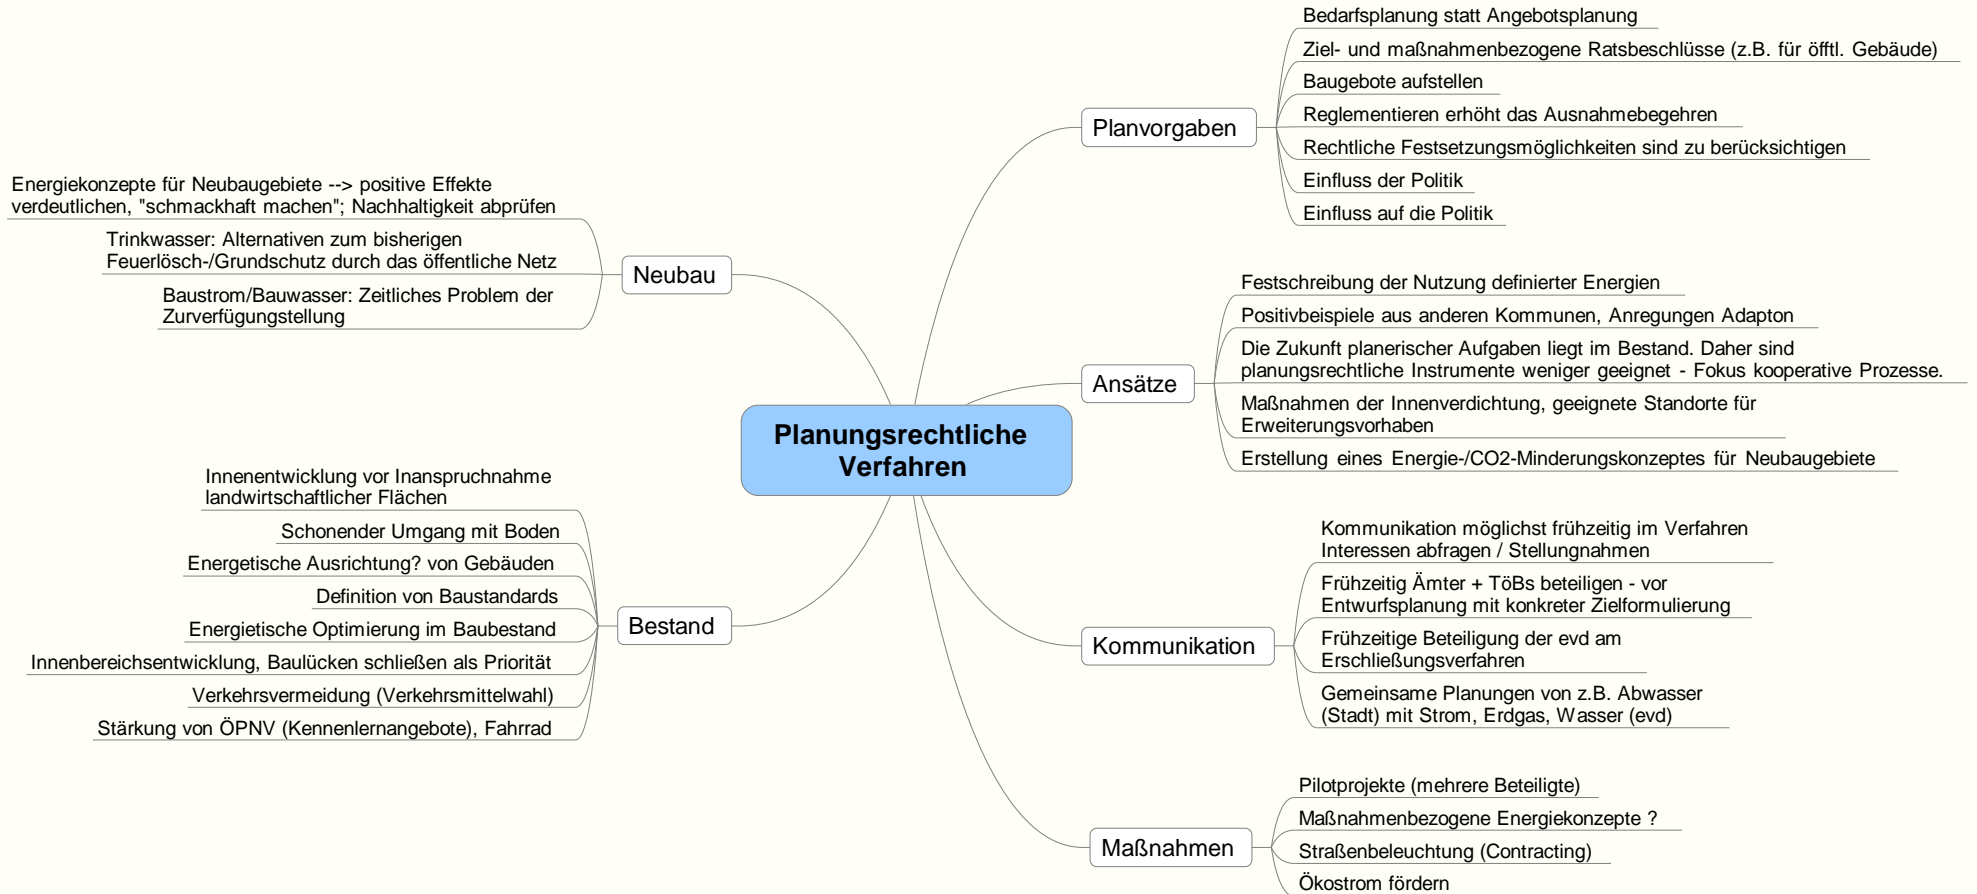 Planungsrechtliche
Verfahren
Planvorgaben
Bedarfsplanung statt Angebotsplanung
Ziel- und maßnahmenbezogene Ratsbeschlüsse (z.B. für öfftl. Gebäude)
Baugebote aufstellen
Reglementieren erhöht das Ausnahmebegehren
Rechtliche Festsetzungsmöglichkeiten sind zu berücksichtigen
Einfluss der Politik
Einfluss auf die Politik
Ansätze
Festschreibung der Nutzung definierter Energien
Positivbeispiele aus anderen Kommunen, Anregungen Adapton
Die Zukunft planerischer Aufgaben liegt im Bestand. Daher sind
planungsrechtliche Instrumente weniger geeignet - Fokus kooperative Prozesse.
Maßnahmen der Innenverdichtung, geeignete Standorte für
Erweiterungsvorhaben
Erstellung eines Energie-/CO2-Minderungskonzeptes für Neubaugebiete
Kommunikation
Kommunikation möglichst frühzeitig im Verfahren
Interessen abfragen / Stellungnahmen
Frühzeitig Ämter + TöBs beteiligen - vor
Entwurfsplanung mit konkreter Zielformulierung
Frühzeitige Beteiligung der evd am
Erschließungsverfahren
Gemeinsame Planungen von z.B. Abwasser
(Stadt) mit Strom, Erdgas, Wasser (evd)
Maßnahmen
Pilotprojekte (mehrere Beteiligte)
Maßnahmenbezogene Energiekonzepte ?
Straßenbeleuchtung (Contracting)
Ökostrom fördern
Neubau
Energiekonzepte für Neubaugebiete --> positive Effekte
verdeutlichen, "schmackhaft machen"; Nachhaltigkeit abprüfen
Trinkwasser: Alternativen zum bisherigen
Feuerlösch-/Grundschutz durch das öffentliche Netz
Baustrom/Bauwasser: Zeitliches Problem der
Zurverfügungstellung
Bestand
Innenentwicklung vor Inanspruchnahme
landwirtschaftlicher Flächen
Schonender Umgang mit Boden
Energetische Ausrichtung? von Gebäuden
Definition von Baustandards
Energietische Optimierung im Baubestand
Innenbereichsentwicklung, Baulücken schließen als Priorität
Verkehrsvermeidung (Verkehrsmittelwahl)
Stärkung von ÖPNV (Kennenlernangebote), Fahrrad